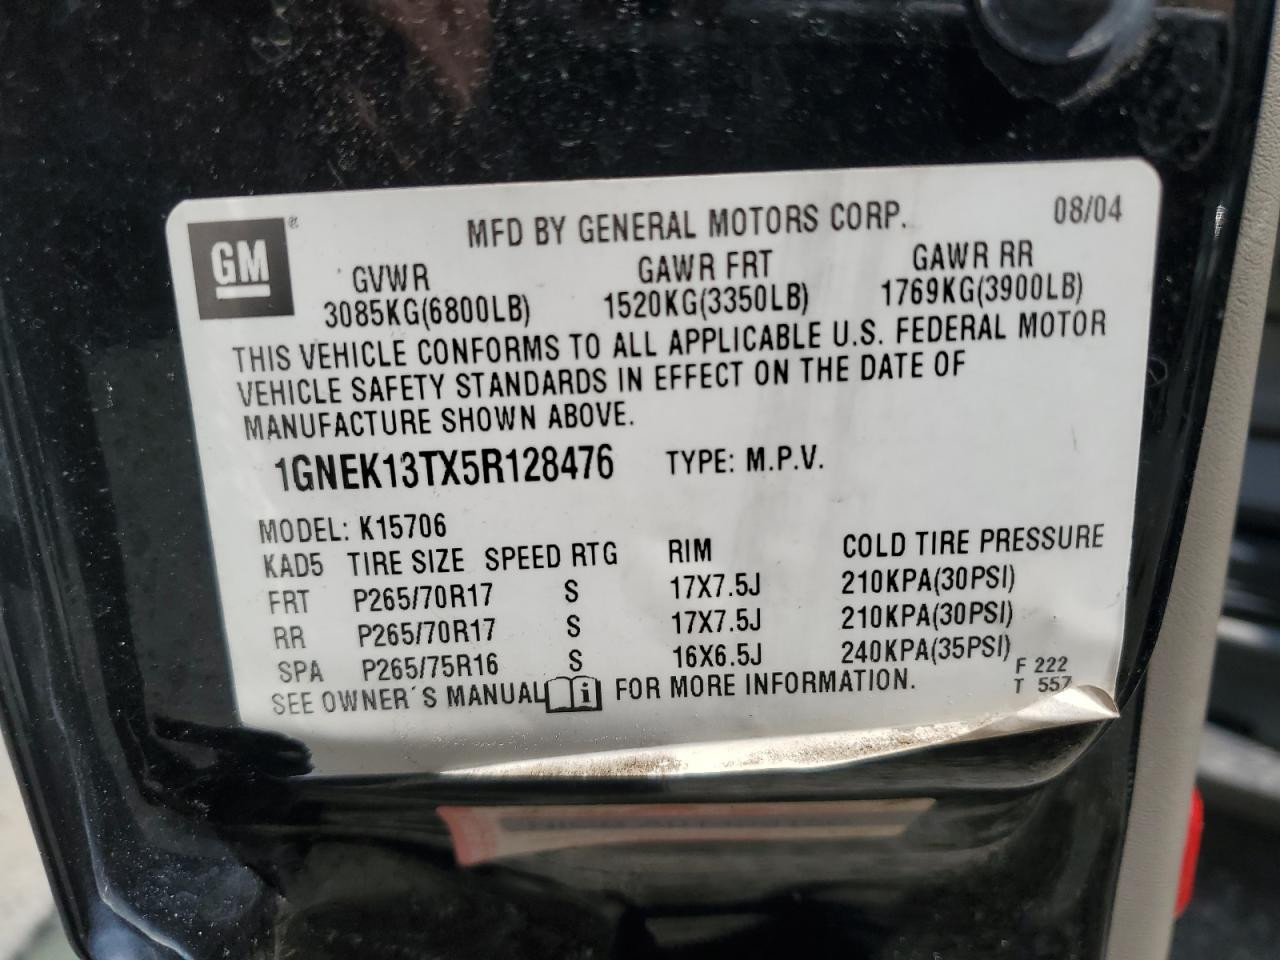 GM ® MFD BY GENERAL MOTORS CORP. 08/04
GVWR GAWR FRT GAWR RR
3085KG(6800LB) 1520KG(3350LB) 1769KG(3900LB)
THIS VEHICLE CONFORMS TO ALL APPLICABLE U.S. FEDERAL MOTOR
VEHICLE SAFETY STANDARDS IN EFFECT ON THE DATE OF
MANUFACTURE SHOWN ABOVE.
1GNEK13TX5R128476 TYPE: M.P.V.
MODEL: K15706
KAD5 TIRE SIZE SPEED RTG RIM COLD TIRE PRESSURE
FRT P265/70R17 S 17X7.5J 210KPA(30PSI)
RR P265/70R17 S 17X7.5J 210KPA(30PSI)
SPA P265/75R16 S 16X6.5J 240KPA(35PSI) F 222
SEE OWNER'S MANUAL i FOR MORE INFORMATION. T 557